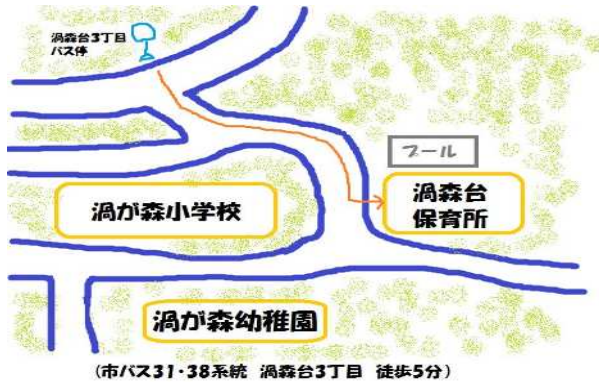 渦森台3丁目
バス停
プール
渦が森小学校
渦森台
保育所
渦が森幼稚園
(市バス31・38系統 渦森台3丁目 徒歩5分)